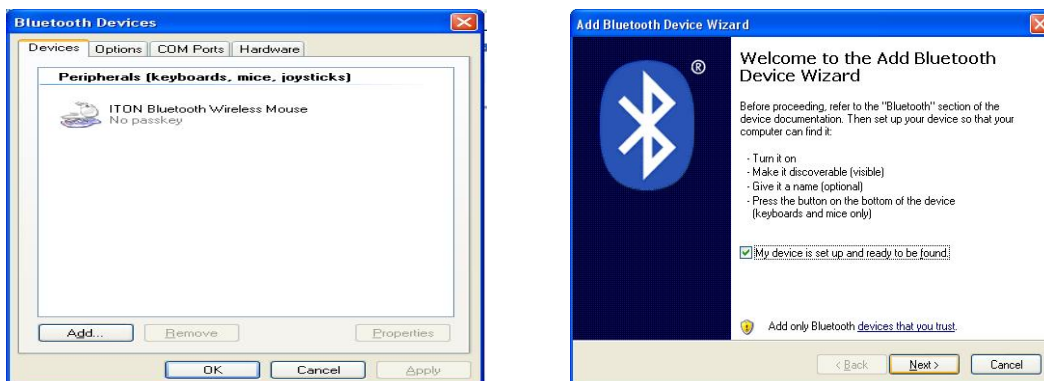 Bluetooth Devices
Devices Options COM Ports Hardware
Peripherals (keyboards, mice, joysticks)
ITON Bluetooth Wireless Mouse
No passkey
Add... Remove Properties
OK Cancel Apply
Add Bluetooth Device Wizard
®
Welcome to the Add Bluetooth
Device Wizard
Before proceeding, refer to the "Bluetooth" section of the
device documentation. Then set up your device so that your
computer can find it:
- Turn it on
- Make it discoverable (visible)
- Give it a name (optional)
- Press the button on the bottom of the device
(keyboards and mice only)
My device is set up and ready to be found.
Add only Bluetooth devices that you trust.
< Back Next > Cancel